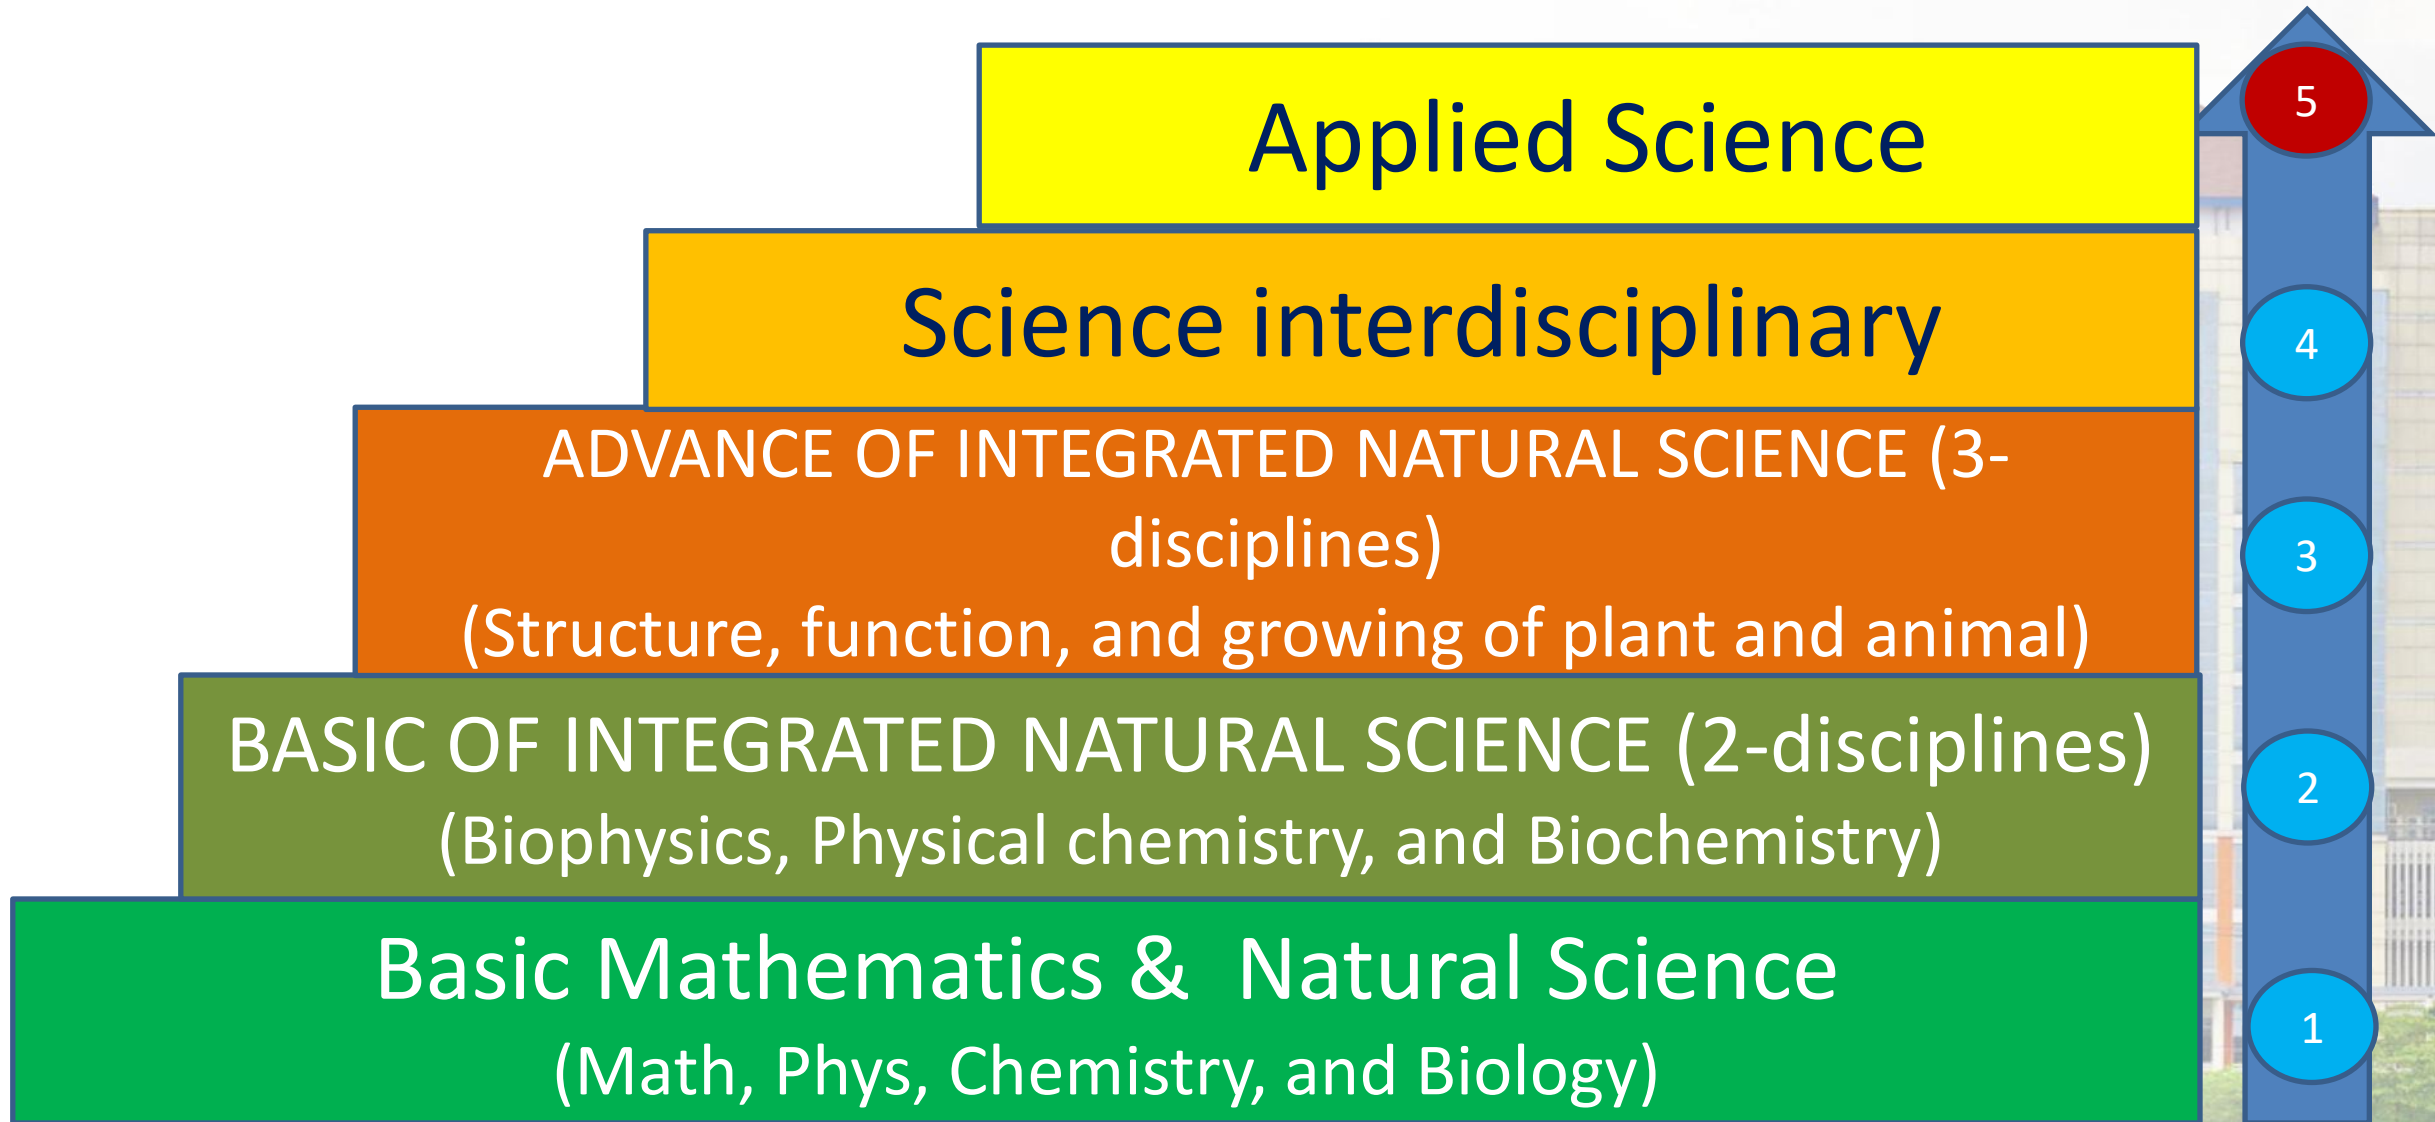 Applied Science
5
Science interdisciplinary
4
ADVANCE OF INTEGRATED NATURAL SCIENCE (3-
disciplines)
(Structure, function, and growing of plant and animal)
3
BASIC OF INTEGRATED NATURAL SCIENCE (2-disciplines)
(Biophysics, Physical chemistry, and Biochemistry)
2
Basic Mathematics &  Natural Science
(Math, Phys, Chemistry, and Biology)
1